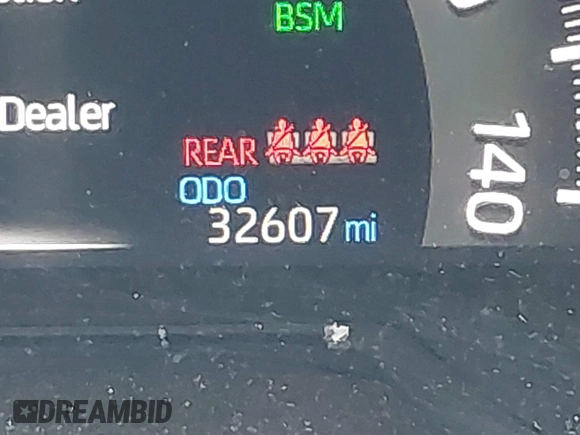 BSM
Dealer
REAR
ODO
32607 mi
140
DREAMBID